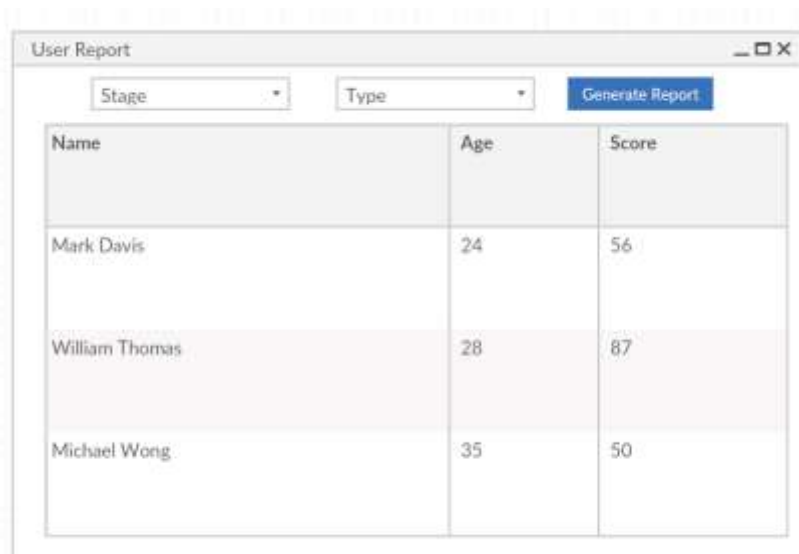 User Report
Stage Type Generate Report
Name Age Score
Mark Davis 24 56
William Thomas 28 87
Michael Wong 35 50